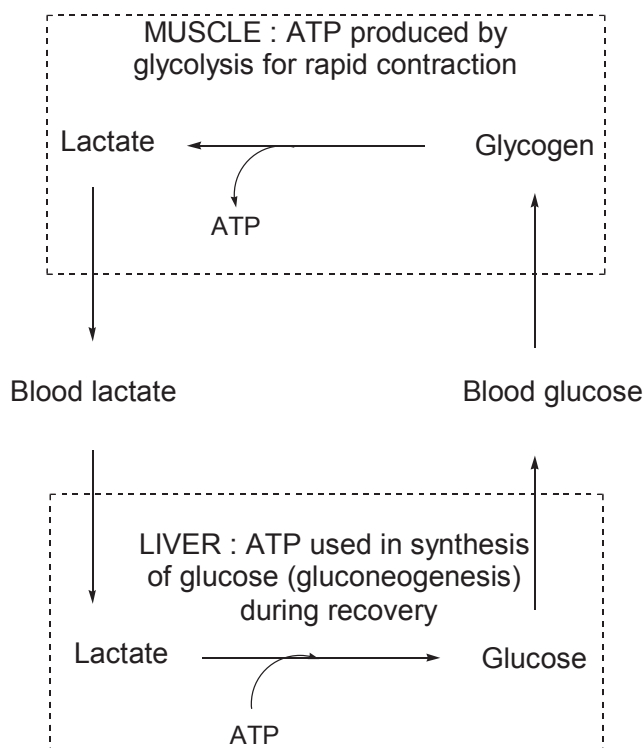 MUSCLE : ATP produced by
glycolysis for rapid contraction
Lactate
Glycogen
ATP
Blood lactate
Blood glucose
LIVER : ATP used in synthesis
of glucose (gluconeogenesis)
during recovery
Lactate
Glucose
ATP